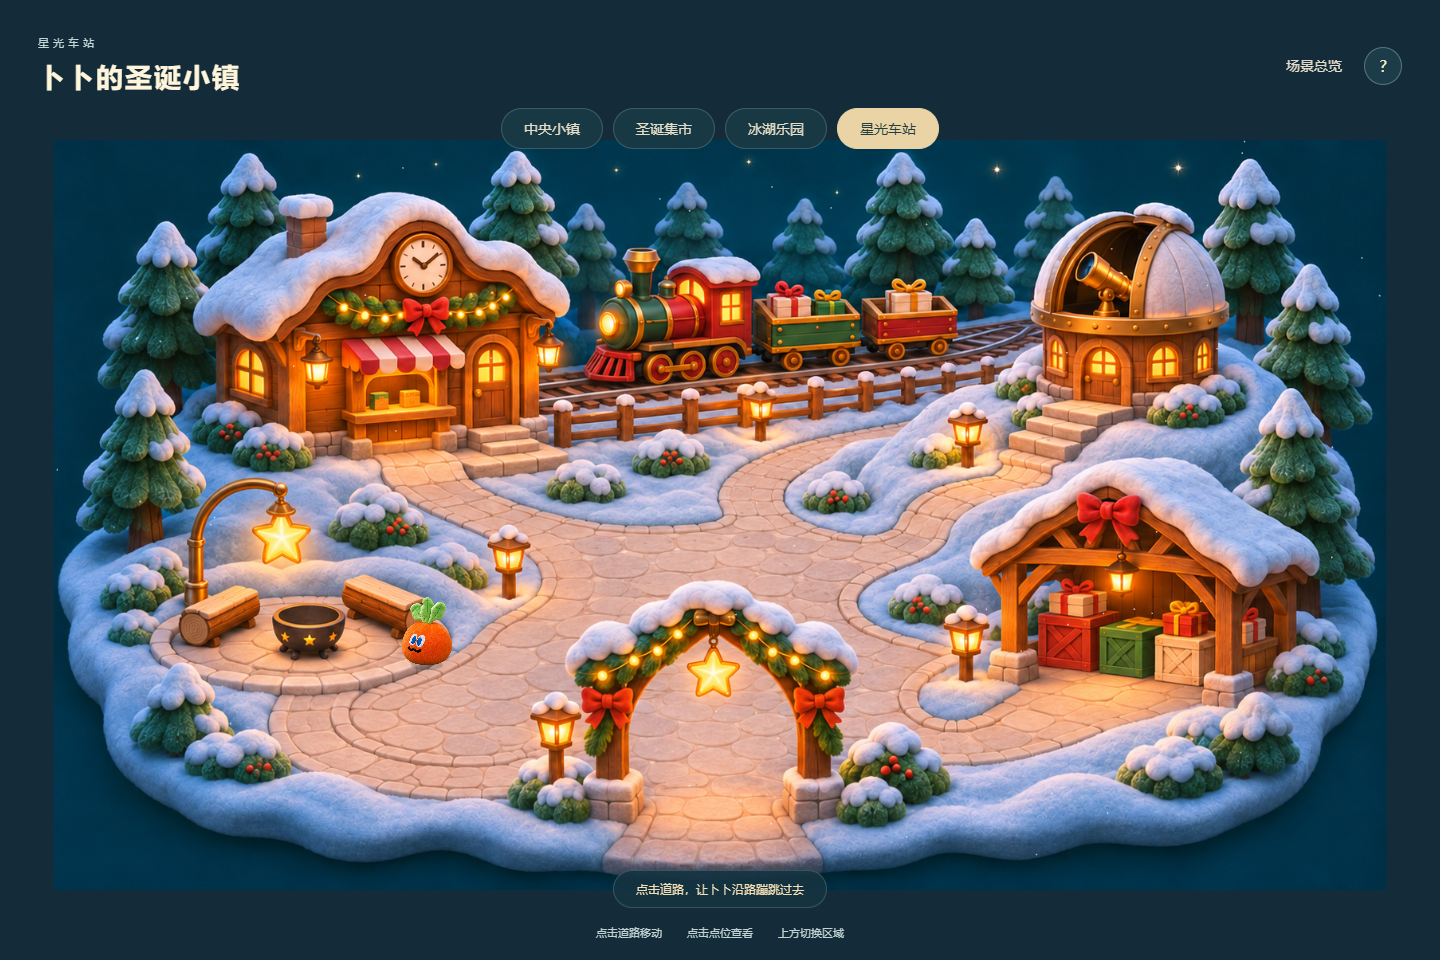 星光车站
卜卜的圣诞小镇
场景总览
?
中央小镇
圣诞集市
冰湖乐园
星光车站
点击道路，让卜卜沿路蹦跳过去
点击道路移动
点击点位查看
上方切换区域